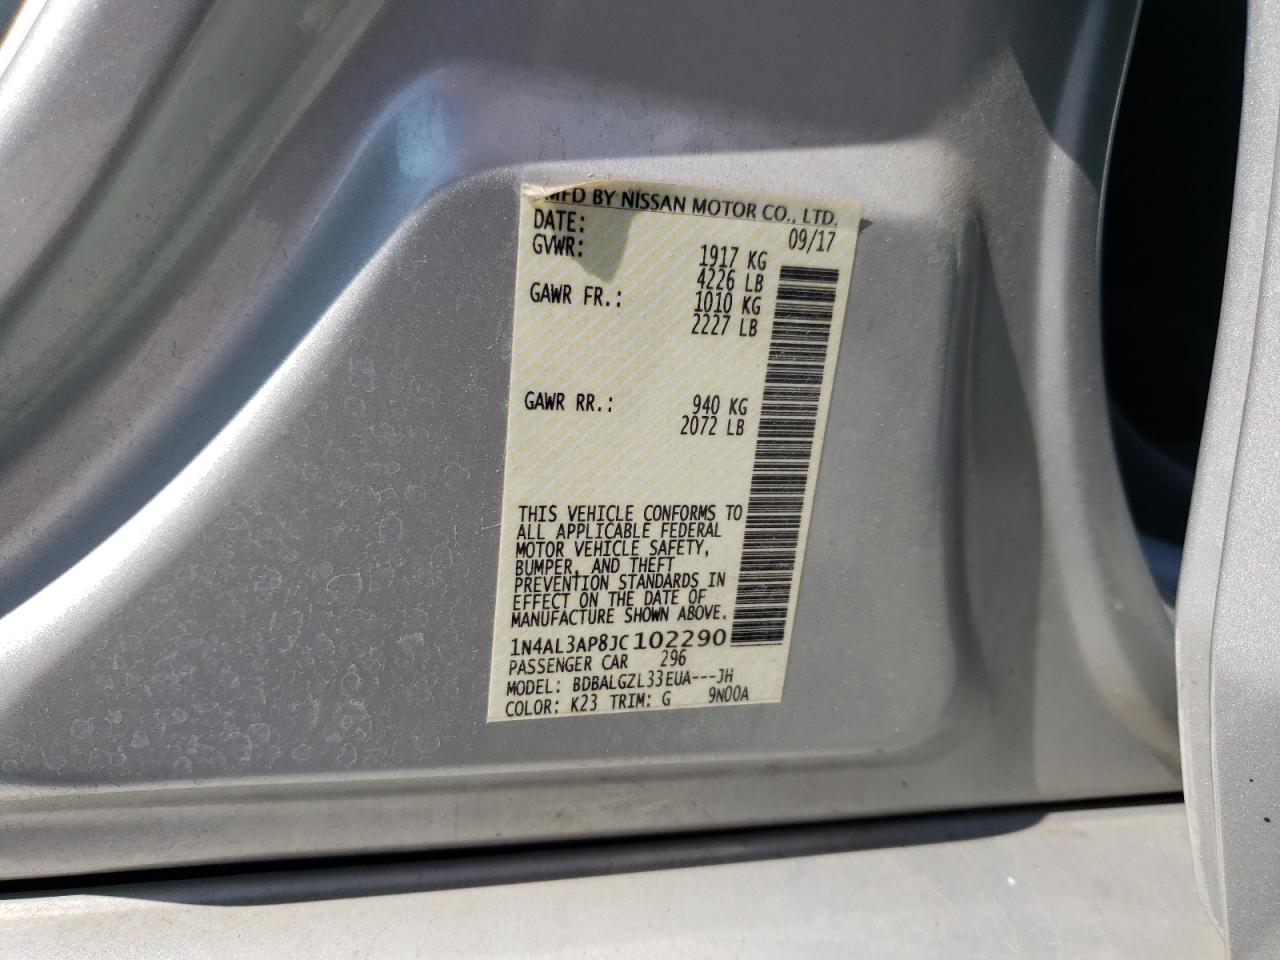 MFD BY NISSAN MOTOR CO., LTD.
DATE: 09/17
GVWR: 1917 KG
4226 LB
GAWR FR.: 1010 KG
2227 LB
GAWR RR.: 940 KG
2072 LB
THIS VEHICLE CONFORMS TO
ALL APPLICABLE FEDERAL
MOTOR VEHICLE SAFETY,
BUMPER, AND THEFT
PREVENTION STANDARDS IN
EFFECT ON THE DATE OF
MANUFACTURE SHOWN ABOVE.
1N4AL3AP8JC102290
PASSENGER CAR 296
MODEL: BDBALGZL33EUA---JH
COLOR: K23 TRIM: G 9N00A